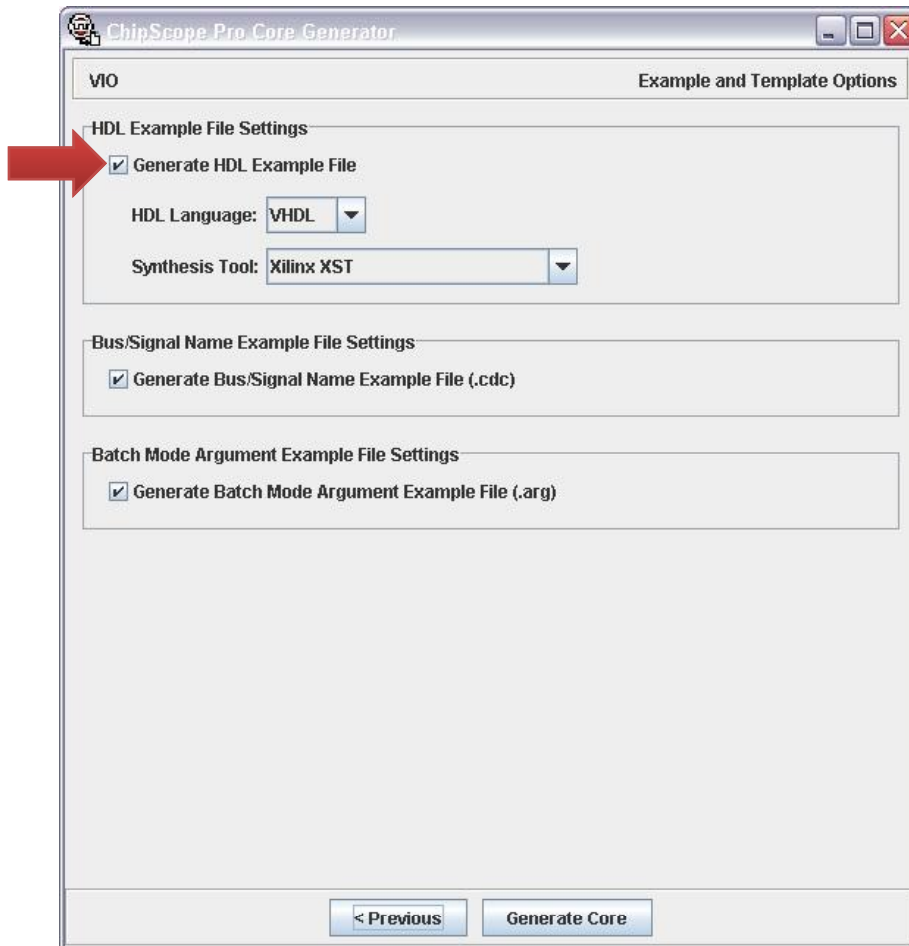 ChipScope Pro Core Generator
VIO Example and Template Options
HDL Example File Settings
Generate HDL Example File
HDL Language: VHDL
Synthesis Tool: Xilinx XST
Bus/Signal Name Example File Settings
Generate Bus/Signal Name Example File (.cdc)
Batch Mode Argument Example File Settings
Generate Batch Mode Argument Example File (.arg)
< Previous Generate Core